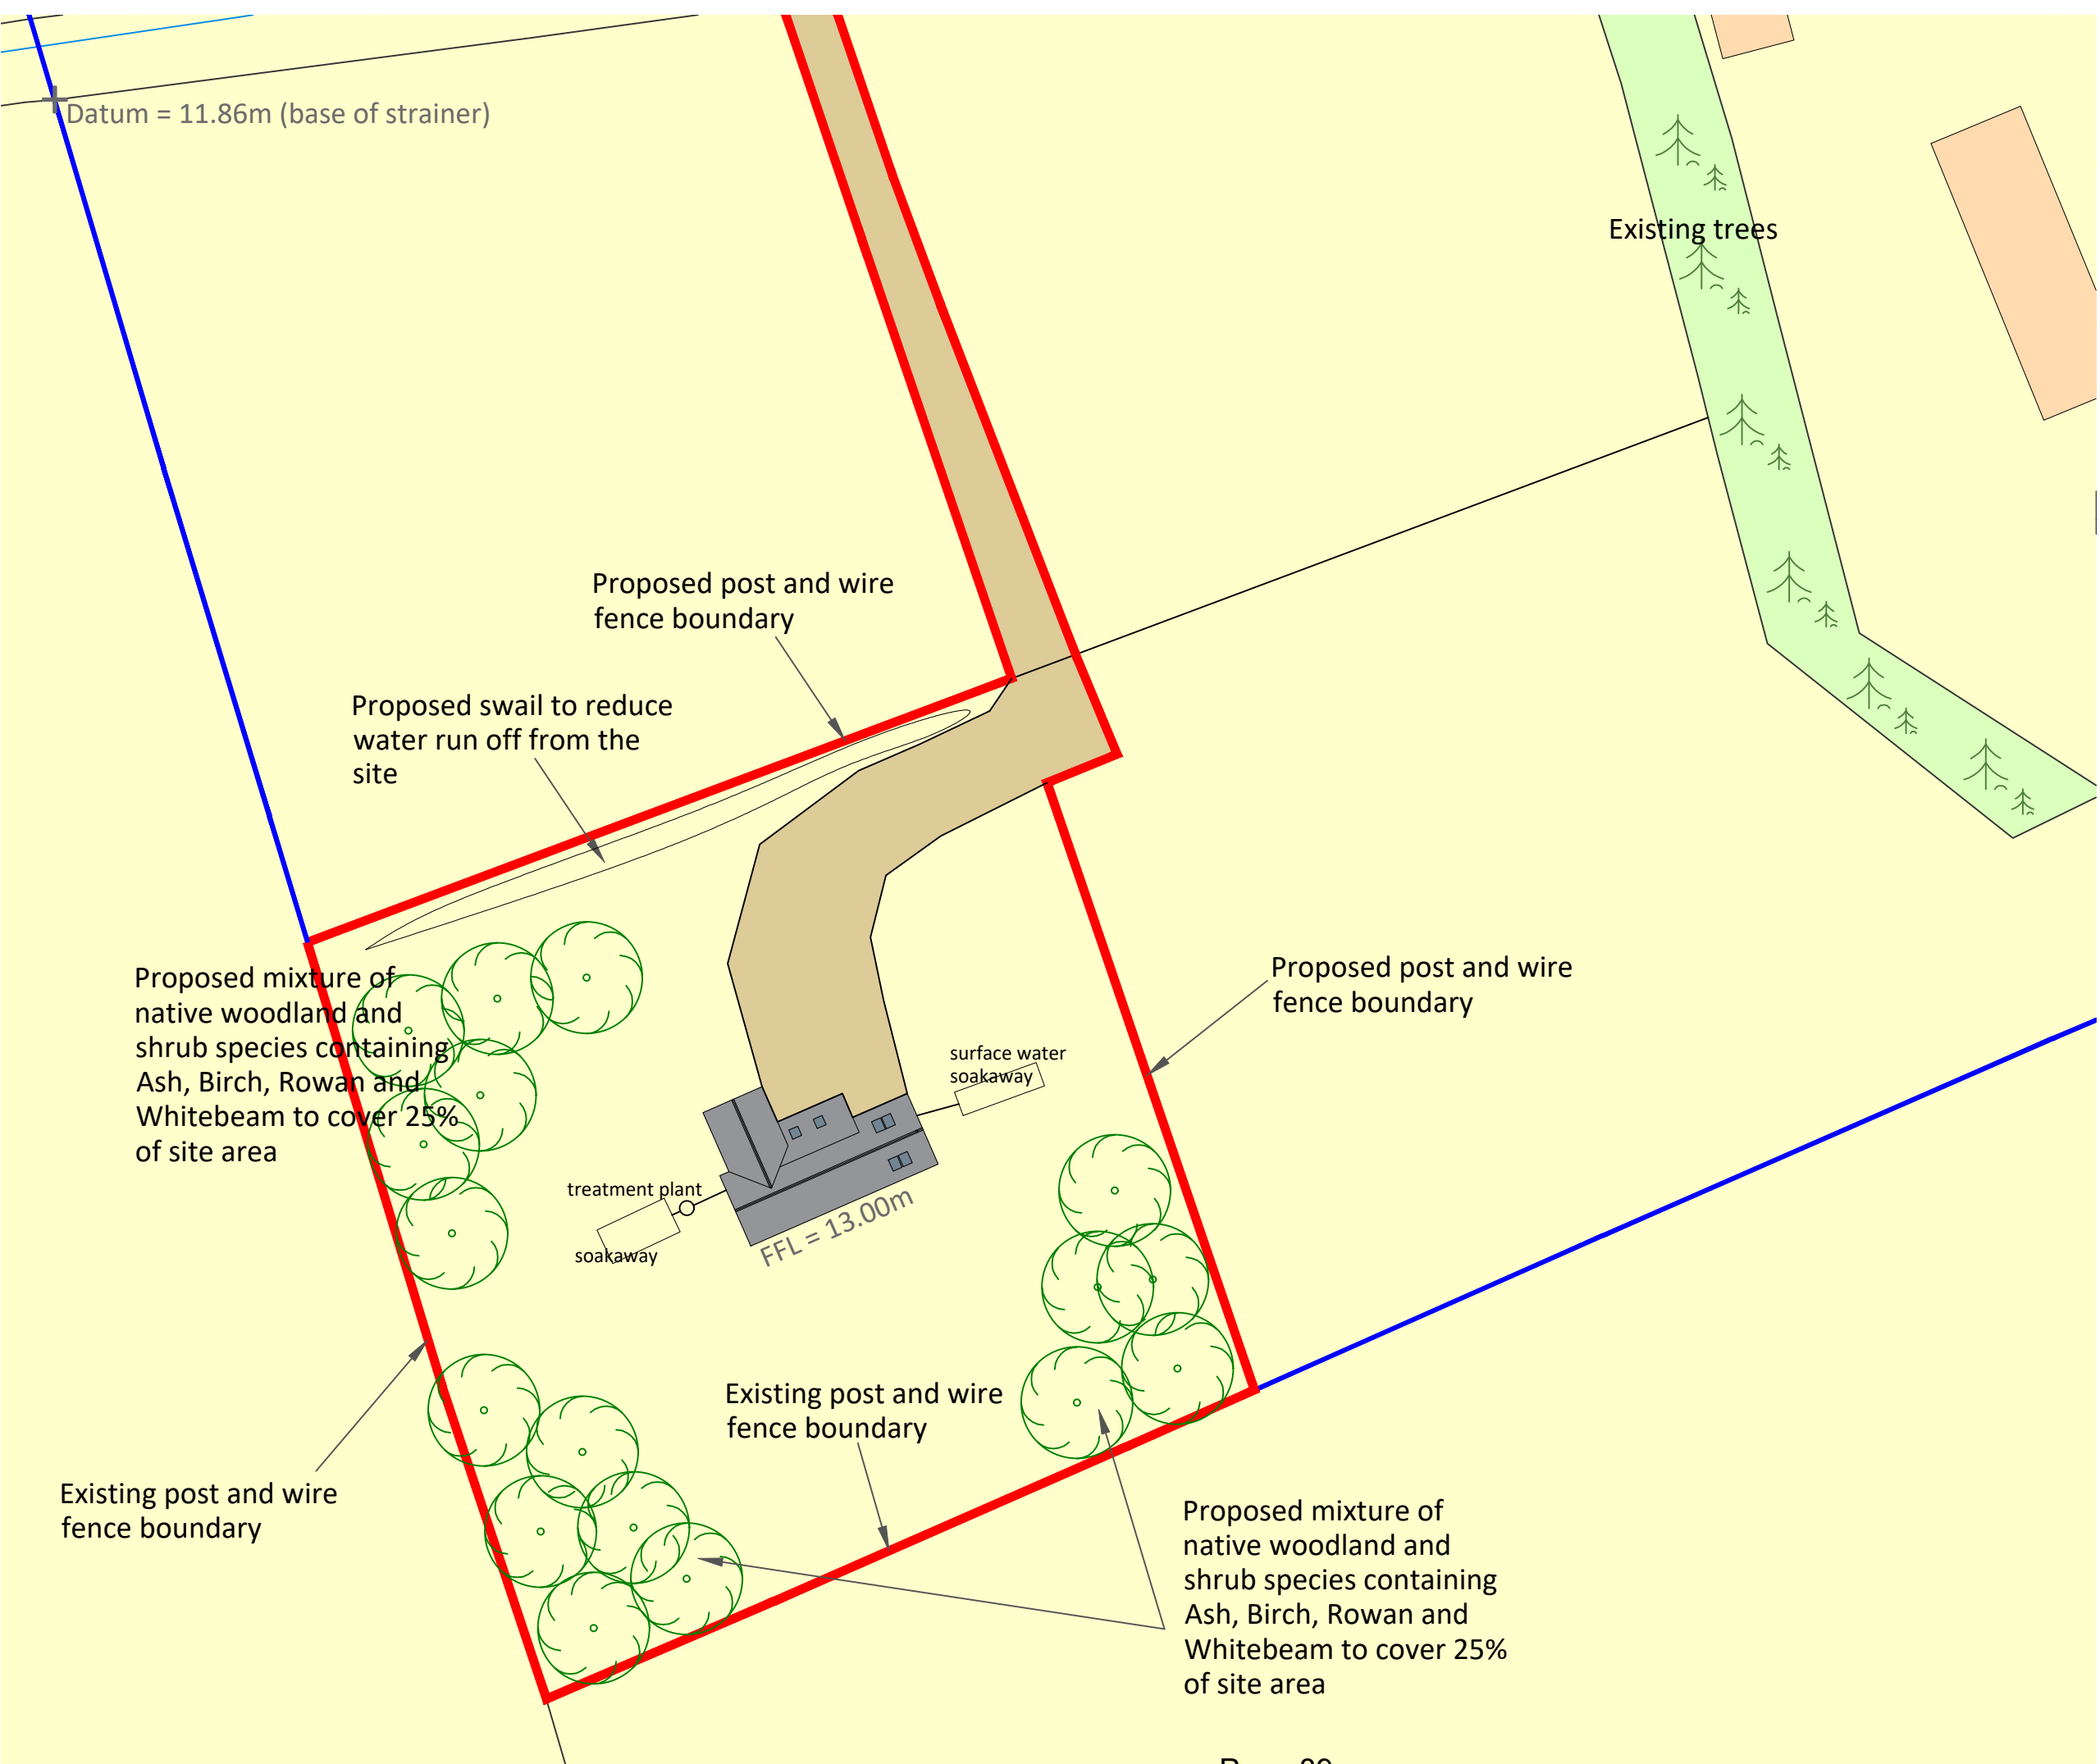 Datum = 11.86m (base of strainer)
Existing trees
Proposed post and wire
fence boundary
Proposed swail to reduce
water run off from the
site
Proposed mixture of
native woodland and
shrub species containing
Ash, Birch, Rowan and
Whitebeam to cover 25%
of site area
Proposed post and wire
fence boundary
surface water
soakaway
treatment plant
soakaway
FFL = 13.00m
Existing post and wire
fence boundary
Existing post and wire
fence boundary
Proposed mixture of
native woodland and
shrub species containing
Ash, Birch, Rowan and
Whitebeam to cover 25%
of site area